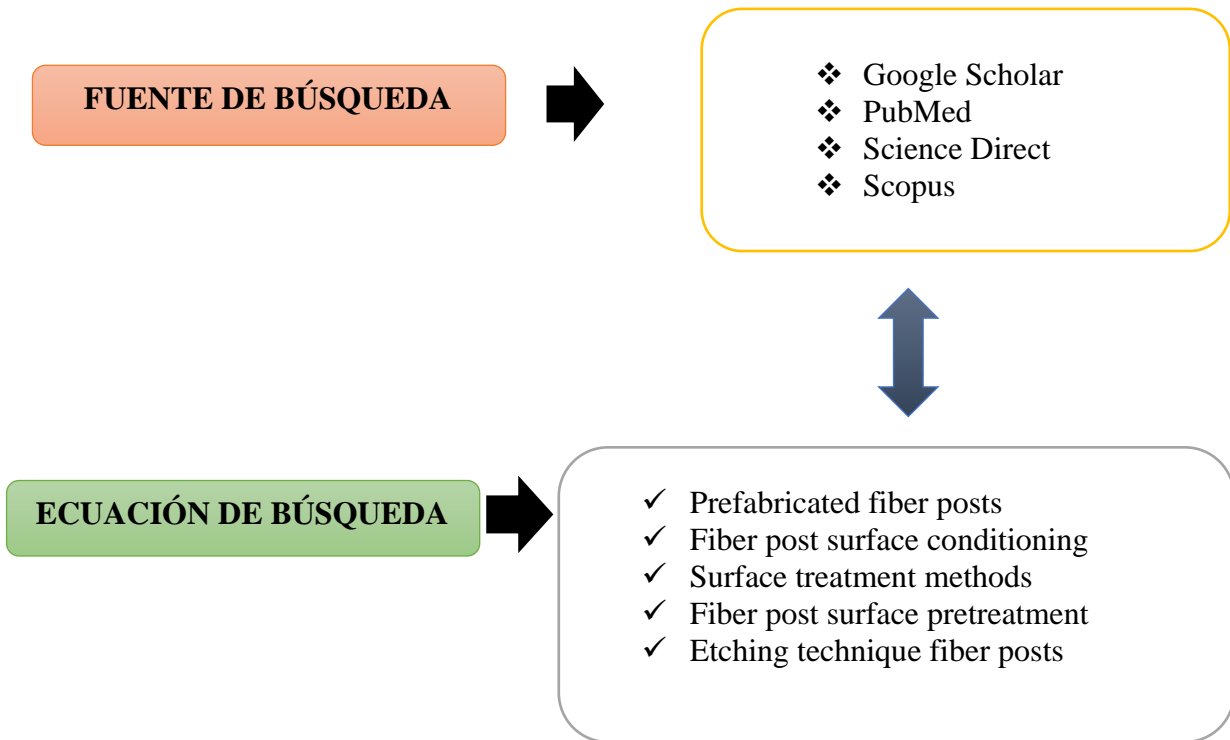 FUENTE DE BÚSQUEDA
❖ Google Scholar
❖ PubMed
❖ Science Direct
❖ Scopus
ECUACIÓN DE BÚSQUEDA
✓ Prefabricated fiber posts
✓ Fiber post surface conditioning
✓ Surface treatment methods
✓ Fiber post surface pretreatment
✓ Etching technique fiber posts